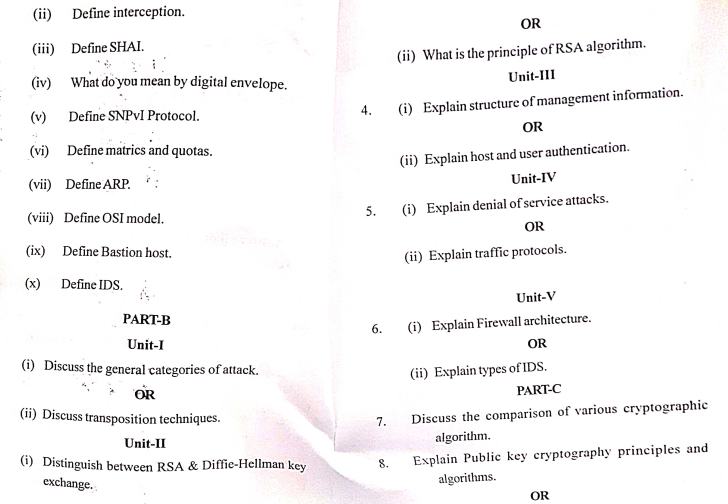 (ii) Define interception.
(iii) Define SHAI.
(iv) What do you mean by digital envelope.
(v) Define SNPvI Protocol.
(vi) Define matrics and quotas.
(vii) Define ARP.
(viii) Define OSI model.
(ix) Define Bastion host.
(x) Define IDS.
PART-B
Unit-I
(i) Discuss the general categories of attack.
OR
(ii) Discuss transposition techniques.
Unit-II
(i) Distinguish between RSA & Diffie-Hellman key
exchange.
OR
(ii) What is the principle of RSA algorithm.
Unit-III
4. (i) Explain structure of management information.
OR
(ii) Explain host and user authentication.
Unit-IV
5. (i) Explain denial of service attacks.
OR
(ii) Explain traffic protocols.
Unit-V
6. (i) Explain Firewall architecture.
OR
(ii) Explain types of IDS.
PART-C
7. Discuss the comparison of various cryptographic
algorithm.
8. Explain Public key cryptography principles and
algorithms.
OR